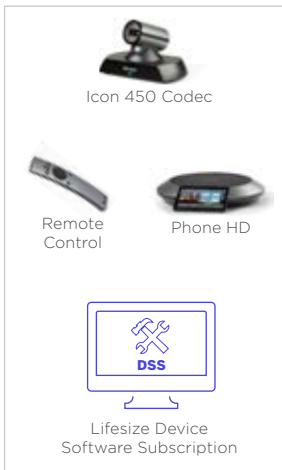 Icon 450 Codec
Remote
Control
Phone HD
DSS
Lifesize Device
Software Subscription